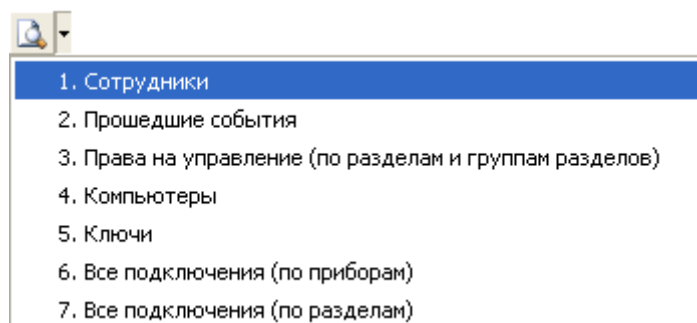 1. Сотрудники
2. Прошедшие события
3. Права на управление (по разделам и группам разделов)
4. Компьютеры
5. Ключи
6. Все подключения (по приборам)
7. Все подключения (по разделам)